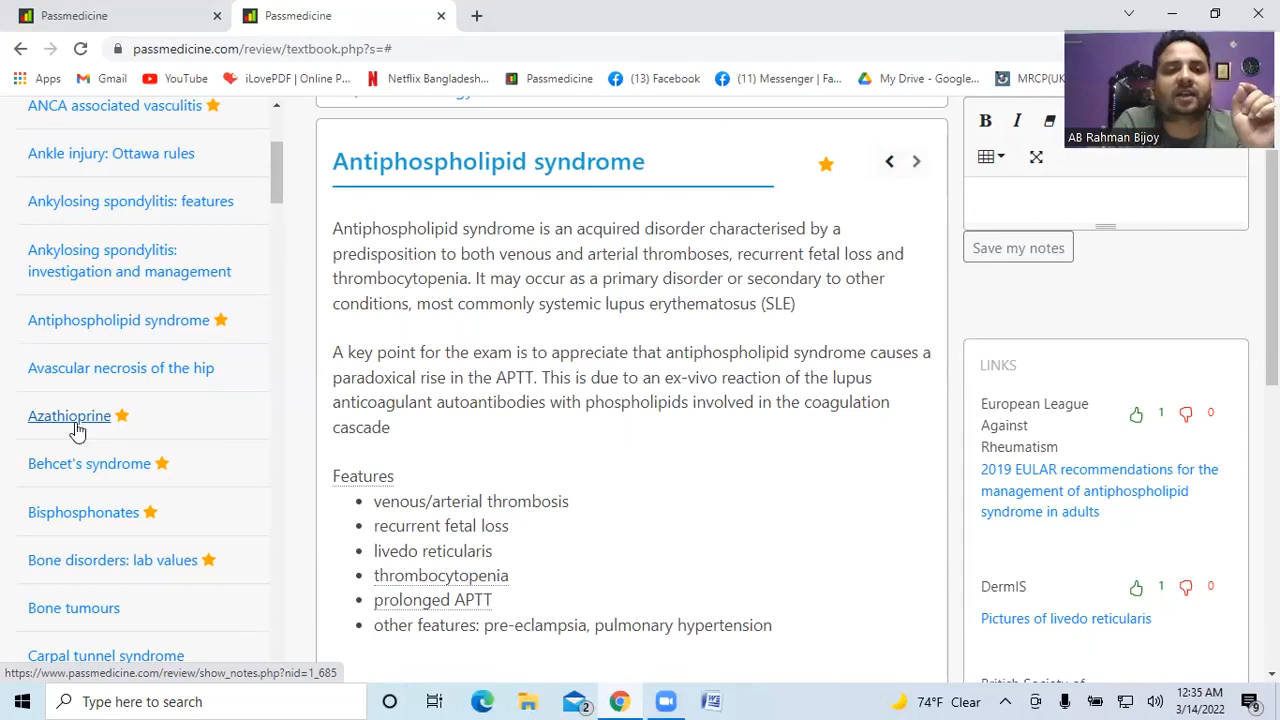 Passmedicine
Passmedicine
passmedicine.com/review/textbook.php?s=#
Apps
Gmail
YouTube
iLovePDF | Online P...
Netflix Bangladesh...
Passmedicine
(13) Facebook
(11) Messenger | Fa...
My Drive - Google...
MRCP(UK
AB Rahman Bijoy
ANCA associated vasculitis
Ankle injury: Ottawa rules
Ankylosing spondylitis: features
Ankylosing spondylitis:
investigation and management
Antiphospholipid syndrome
Avascular necrosis of the hip
Azathioprine
Behcet's syndrome
Bisphosphonates
Bone disorders: lab values
Bone tumours
Carpal tunnel syndrome
https://www.passmedicine.com/review/show_notes.php?nid=1_685
Antiphospholipid syndrome
Antiphospholipid syndrome is an acquired disorder characterised by a
predisposition to both venous and arterial thromboses, recurrent fetal loss and
thrombocytopenia. It may occur as a primary disorder or secondary to other
conditions, most commonly systemic lupus erythematosus (SLE)
A key point for the exam is to appreciate that antiphospholipid syndrome causes a
paradoxical rise in the APTT. This is due to an ex-vivo reaction of the lupus
anticoagulant autoantibodies with phospholipids involved in the coagulation
cascade
Features
• venous/arterial thrombosis
• recurrent fetal loss
• livedo reticularis
• thrombocytopenia
• prolonged APTT
• other features: pre-eclampsia, pulmonary hypertension
B I
Save my notes
LINKS
European League
Against
Rheumatism
1 0
2019 EULAR recommendations for the
management of antiphospholipid
syndrome in adults
DermIS
1 0
Pictures of livedo reticularis
British Society of
Type here to search
2
74°F Clear
12:35 AM
3/14/2022
9